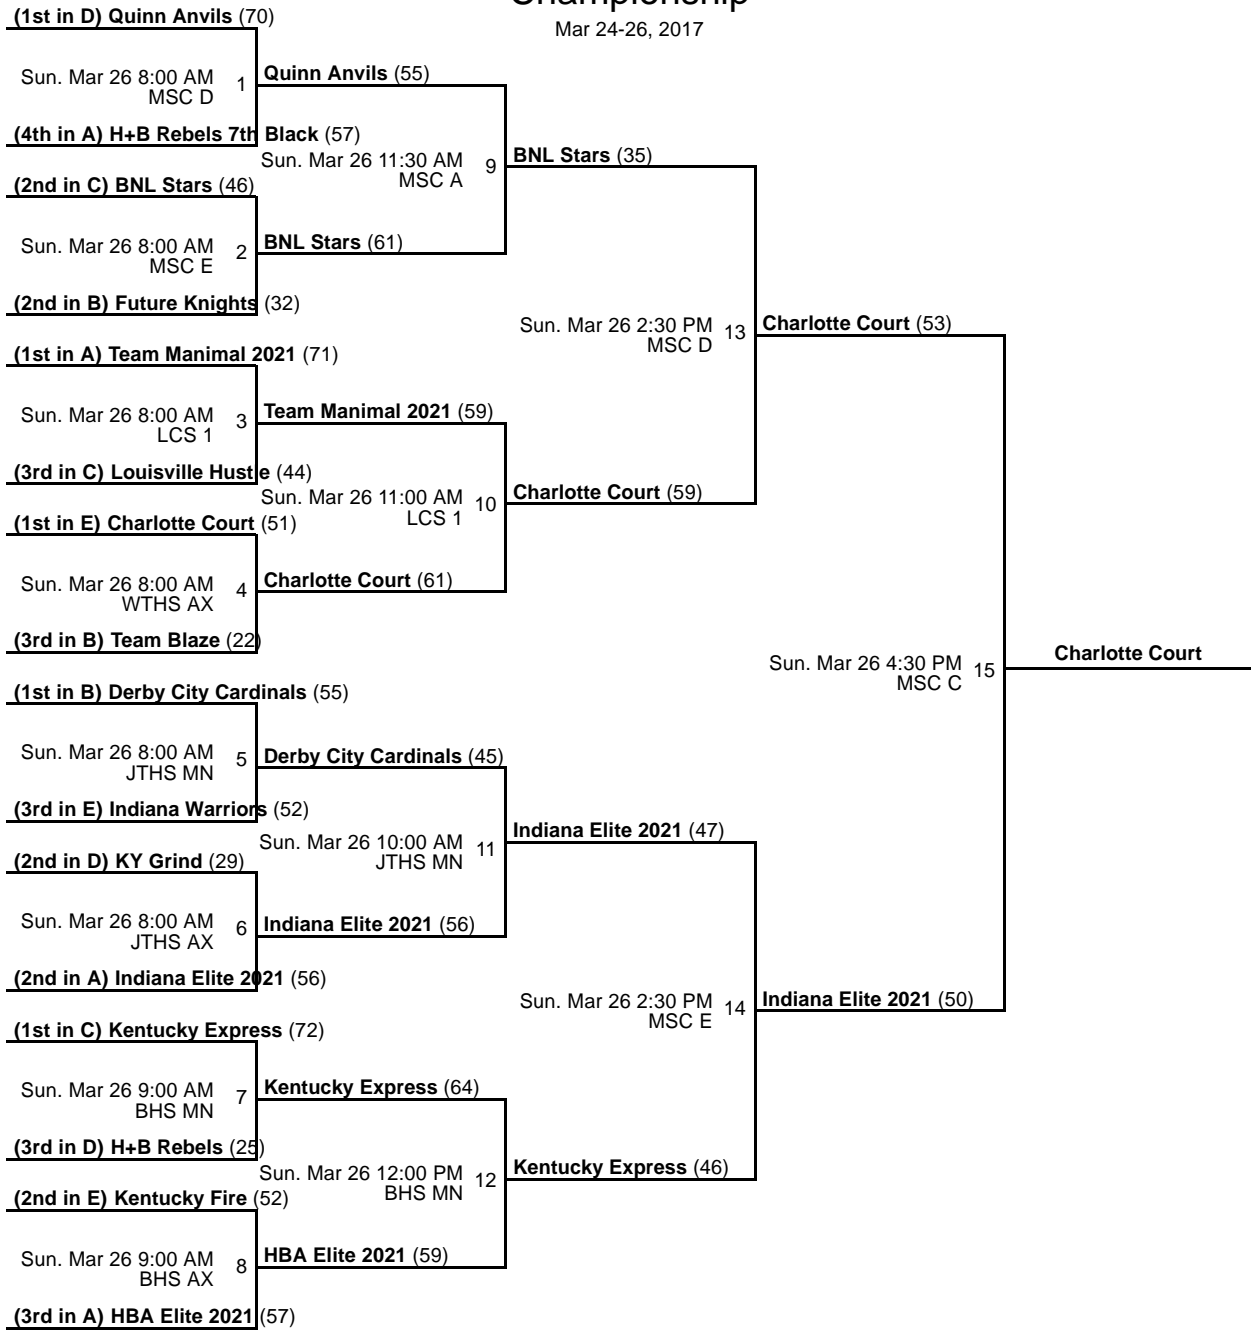 Championship
Mar 24-26, 2017
(1st in D) Quinn Anvils (70)
Sun. Mar 26 8:00 AM 1
MSC D
Quinn Anvils (55)
(4th in A) H+B Rebels 7th Black (57)
Sun. Mar 26 11:30 AM 9
MSC A
BNL Stars (35)
(2nd in C) BNL Stars (46)
Sun. Mar 26 8:00 AM 2
MSC E
BNL Stars (61)
(2nd in B) Future Knights (32)
Sun. Mar 26 2:30 PM 13
MSC D
Charlotte Court (53)
(1st in A) Team Manimal 2021 (71)
Sun. Mar 26 8:00 AM 3
LCS 1
Team Manimal 2021 (59)
(3rd in C) Louisville Hustle (44)
Sun. Mar 26 11:00 AM 10
LCS 1
Charlotte Court (59)
(1st in E) Charlotte Court (51)
Sun. Mar 26 8:00 AM 4
WTHS AX
Charlotte Court (61)
(3rd in B) Team Blaze (22)
Sun. Mar 26 4:30 PM 15
MSC C
Charlotte Court
(1st in B) Derby City Cardinals (55)
Sun. Mar 26 8:00 AM 5
JTHS MN
Derby City Cardinals (45)
(3rd in E) Indiana Warriors (52)
Sun. Mar 26 10:00 AM 11
JTHS MN
Indiana Elite 2021 (47)
(2nd in D) KY Grind (29)
Sun. Mar 26 8:00 AM 6
JTHS AX
Indiana Elite 2021 (56)
(2nd in A) Indiana Elite 2021 (56)
Sun. Mar 26 2:30 PM 14
MSC E
Indiana Elite 2021 (50)
(1st in C) Kentucky Express (72)
Sun. Mar 26 9:00 AM 7
BHS MN
Kentucky Express (64)
(3rd in D) H+B Rebels (25)
Sun. Mar 26 12:00 PM 12
BHS MN
Kentucky Express (46)
(2nd in E) Kentucky Fire (52)
Sun. Mar 26 9:00 AM 8
BHS AX
HBA Elite 2021 (59)
(3rd in A) HBA Elite 2021 (57)